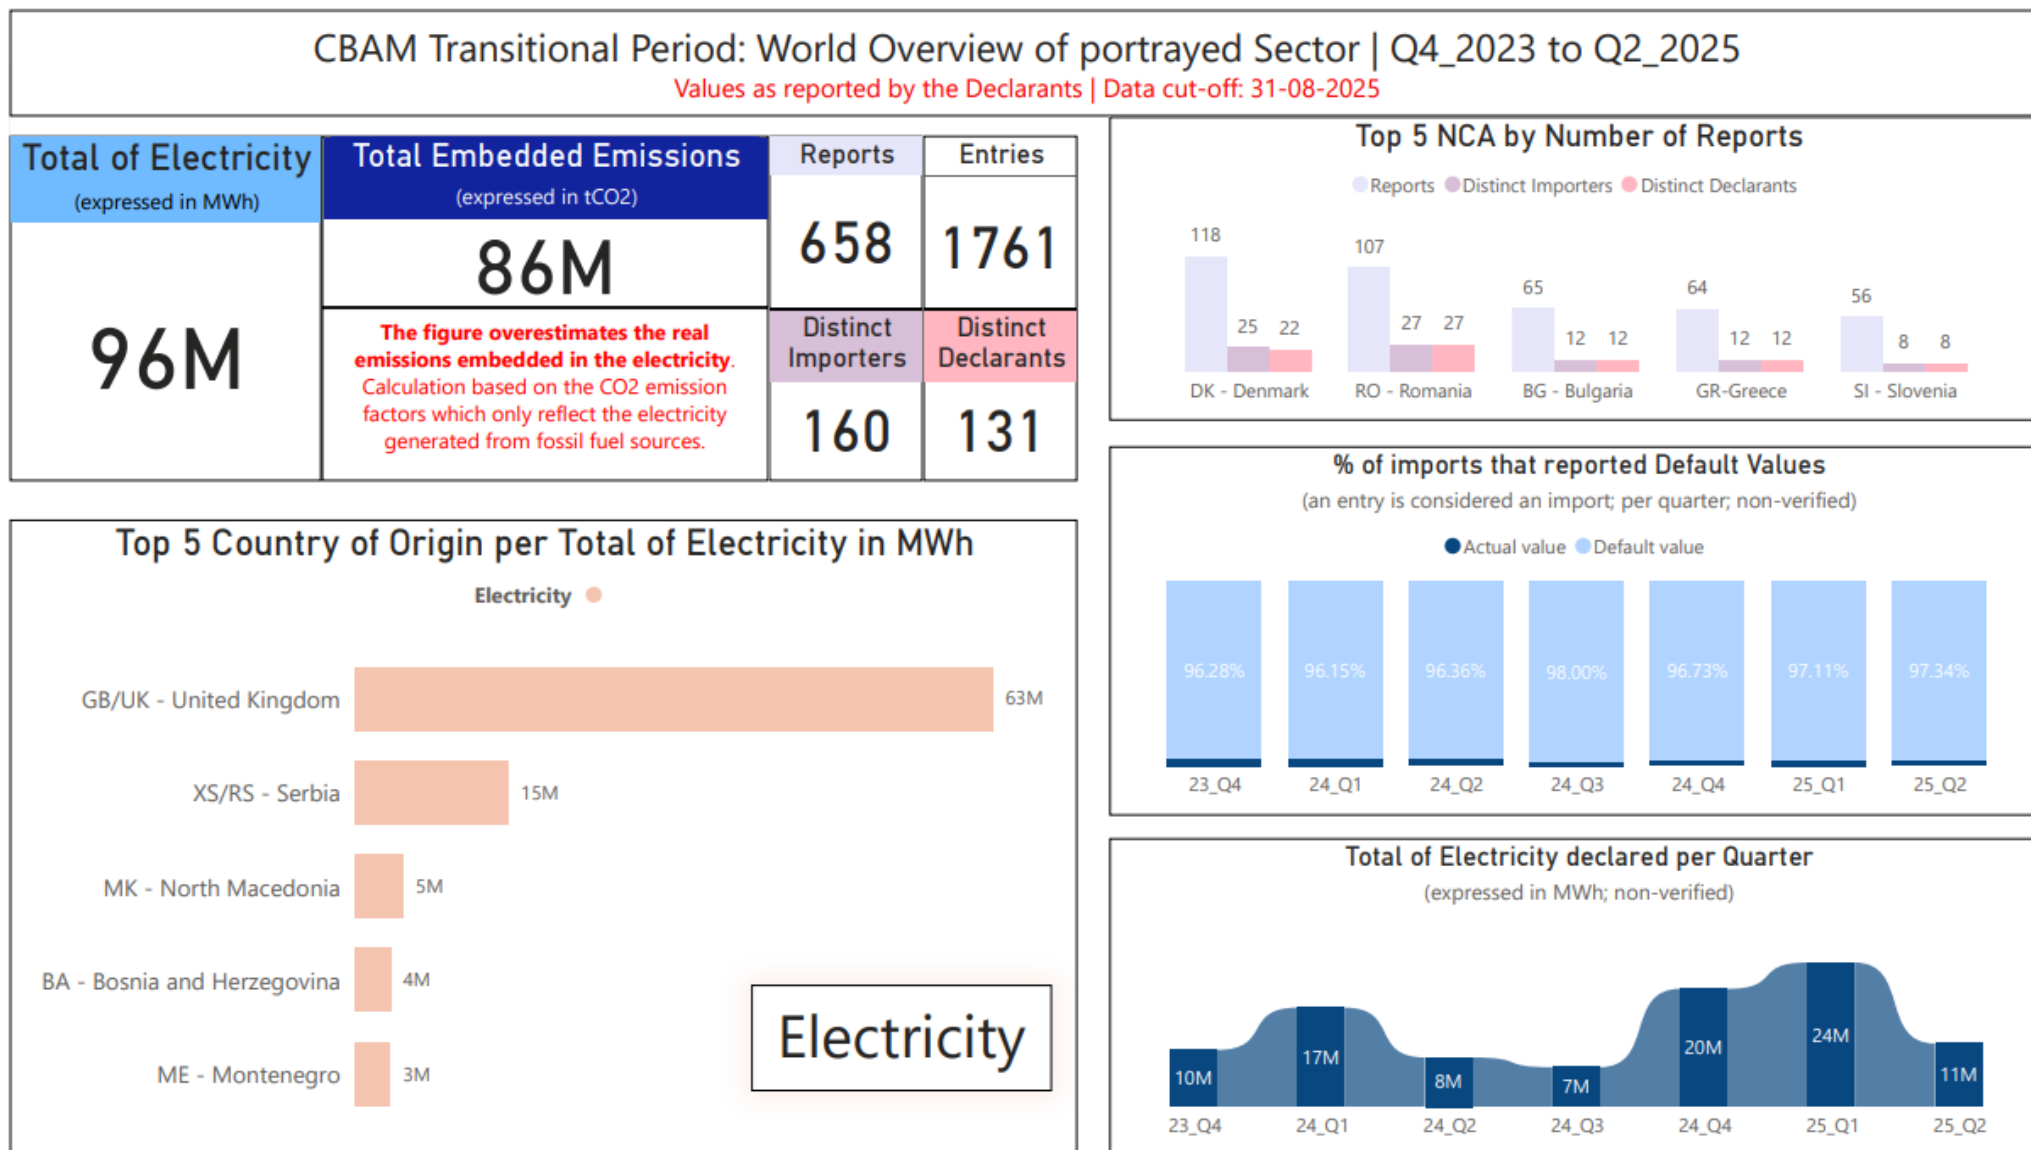 CBAM Transitional Period: World Overview of portrayed Sector | Q4_2023 to Q2_2025
Values as reported by the Declarants | Data cut-off: 31-08-2025
Total of Electricity
(expressed in MWh)
96M
Total Embedded Emissions
(expressed in tCO2)
86M
The figure overestimates the real
emissions embedded in the electricity.
Calculation based on the CO2 emission
factors which only reflect the electricity
generated from fossil fuel sources.
Reports
658
Entries
1761
Distinct
Importers
160
Distinct
Declarants
131
Top 5 Country of Origin per Total of Electricity in MWh
Electricity
GB/UK - United Kingdom 63M
XS/RS - Serbia 15M
MK - North Macedonia 5M
BA - Bosnia and Herzegovina 4M
ME - Montenegro 3M
Electricity
Top 5 NCA by Number of Reports
Reports Distinct Importers Distinct Declarants
118 25 22
107 27 27
65 12 12
64 12 12
56 8 8
DK - Denmark RO - Romania BG - Bulgaria GR-Greece SI - Slovenia
% of imports that reported Default Values
(an entry is considered an import; per quarter; non-verified)
Actual value Default value
96.28% 96.15% 96.36% 98.00% 96.73% 97.11% 97.34%
23_Q4 24_Q1 24_Q2 24_Q3 24_Q4 25_Q1 25_Q2
Total of Electricity declared per Quarter
(expressed in MWh; non-verified)
10M 17M 8M 7M 20M 24M 11M
23_Q4 24_Q1 24_Q2 24_Q3 24_Q4 25_Q1 25_Q2